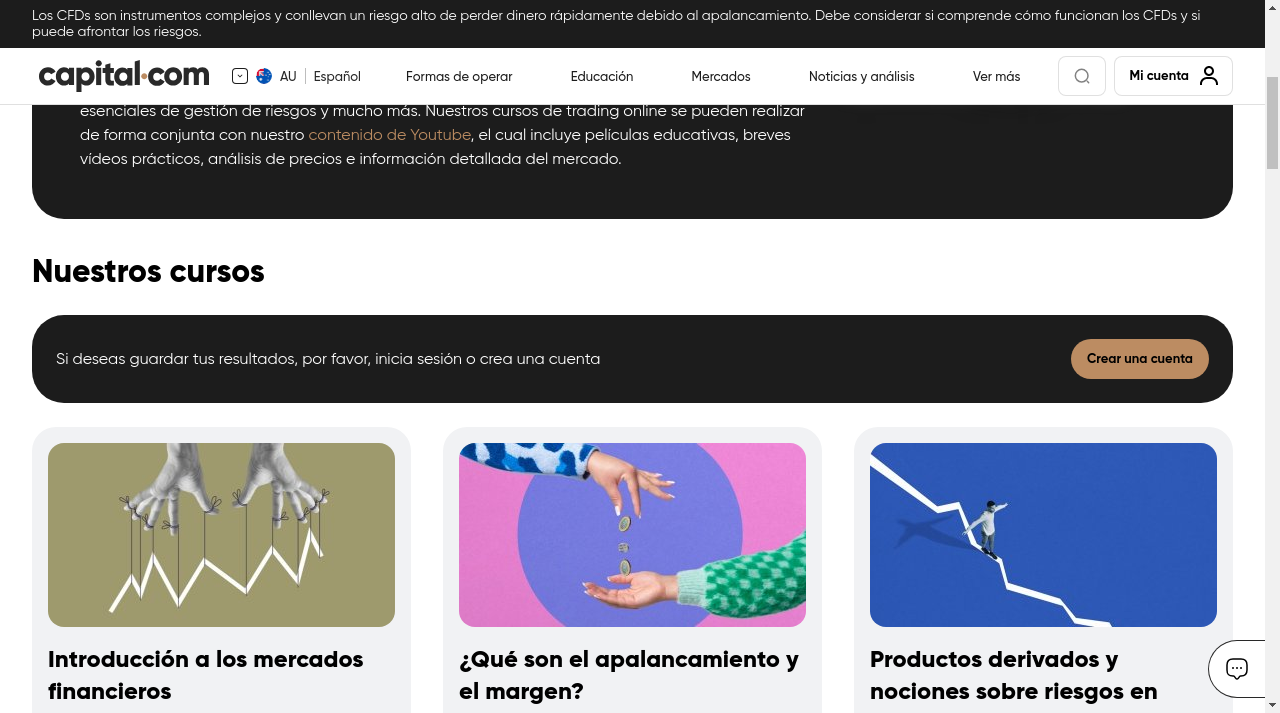 Los CFDs son instrumentos complejos y conllevan un riesgo alto de perder dinero rápidamente debido al apalancamiento. Debe considerar si comprende cómo funcionan los CFDs y si
puede afrontar los riesgos.
capital.com
AU
Español
Formas de operar
Educación
Mercados
Noticias y análisis
Ver más
Mi cuenta
esenciales de gestión de riesgos y mucho más. Nuestros cursos de trading online se pueden realizar
de forma conjunta con nuestro contenido de Youtube, el cual incluye películas educativas, breves
vídeos prácticos, análisis de precios e información detallada del mercado.
Nuestros cursos
Si deseas guardar tus resultados, por favor, inicia sesión o crea una cuenta
Crear una cuenta
Introducción a los mercados
financieros
¿Qué son el apalancamiento y
el margen?
Productos derivados y
nociones sobre riesgos en